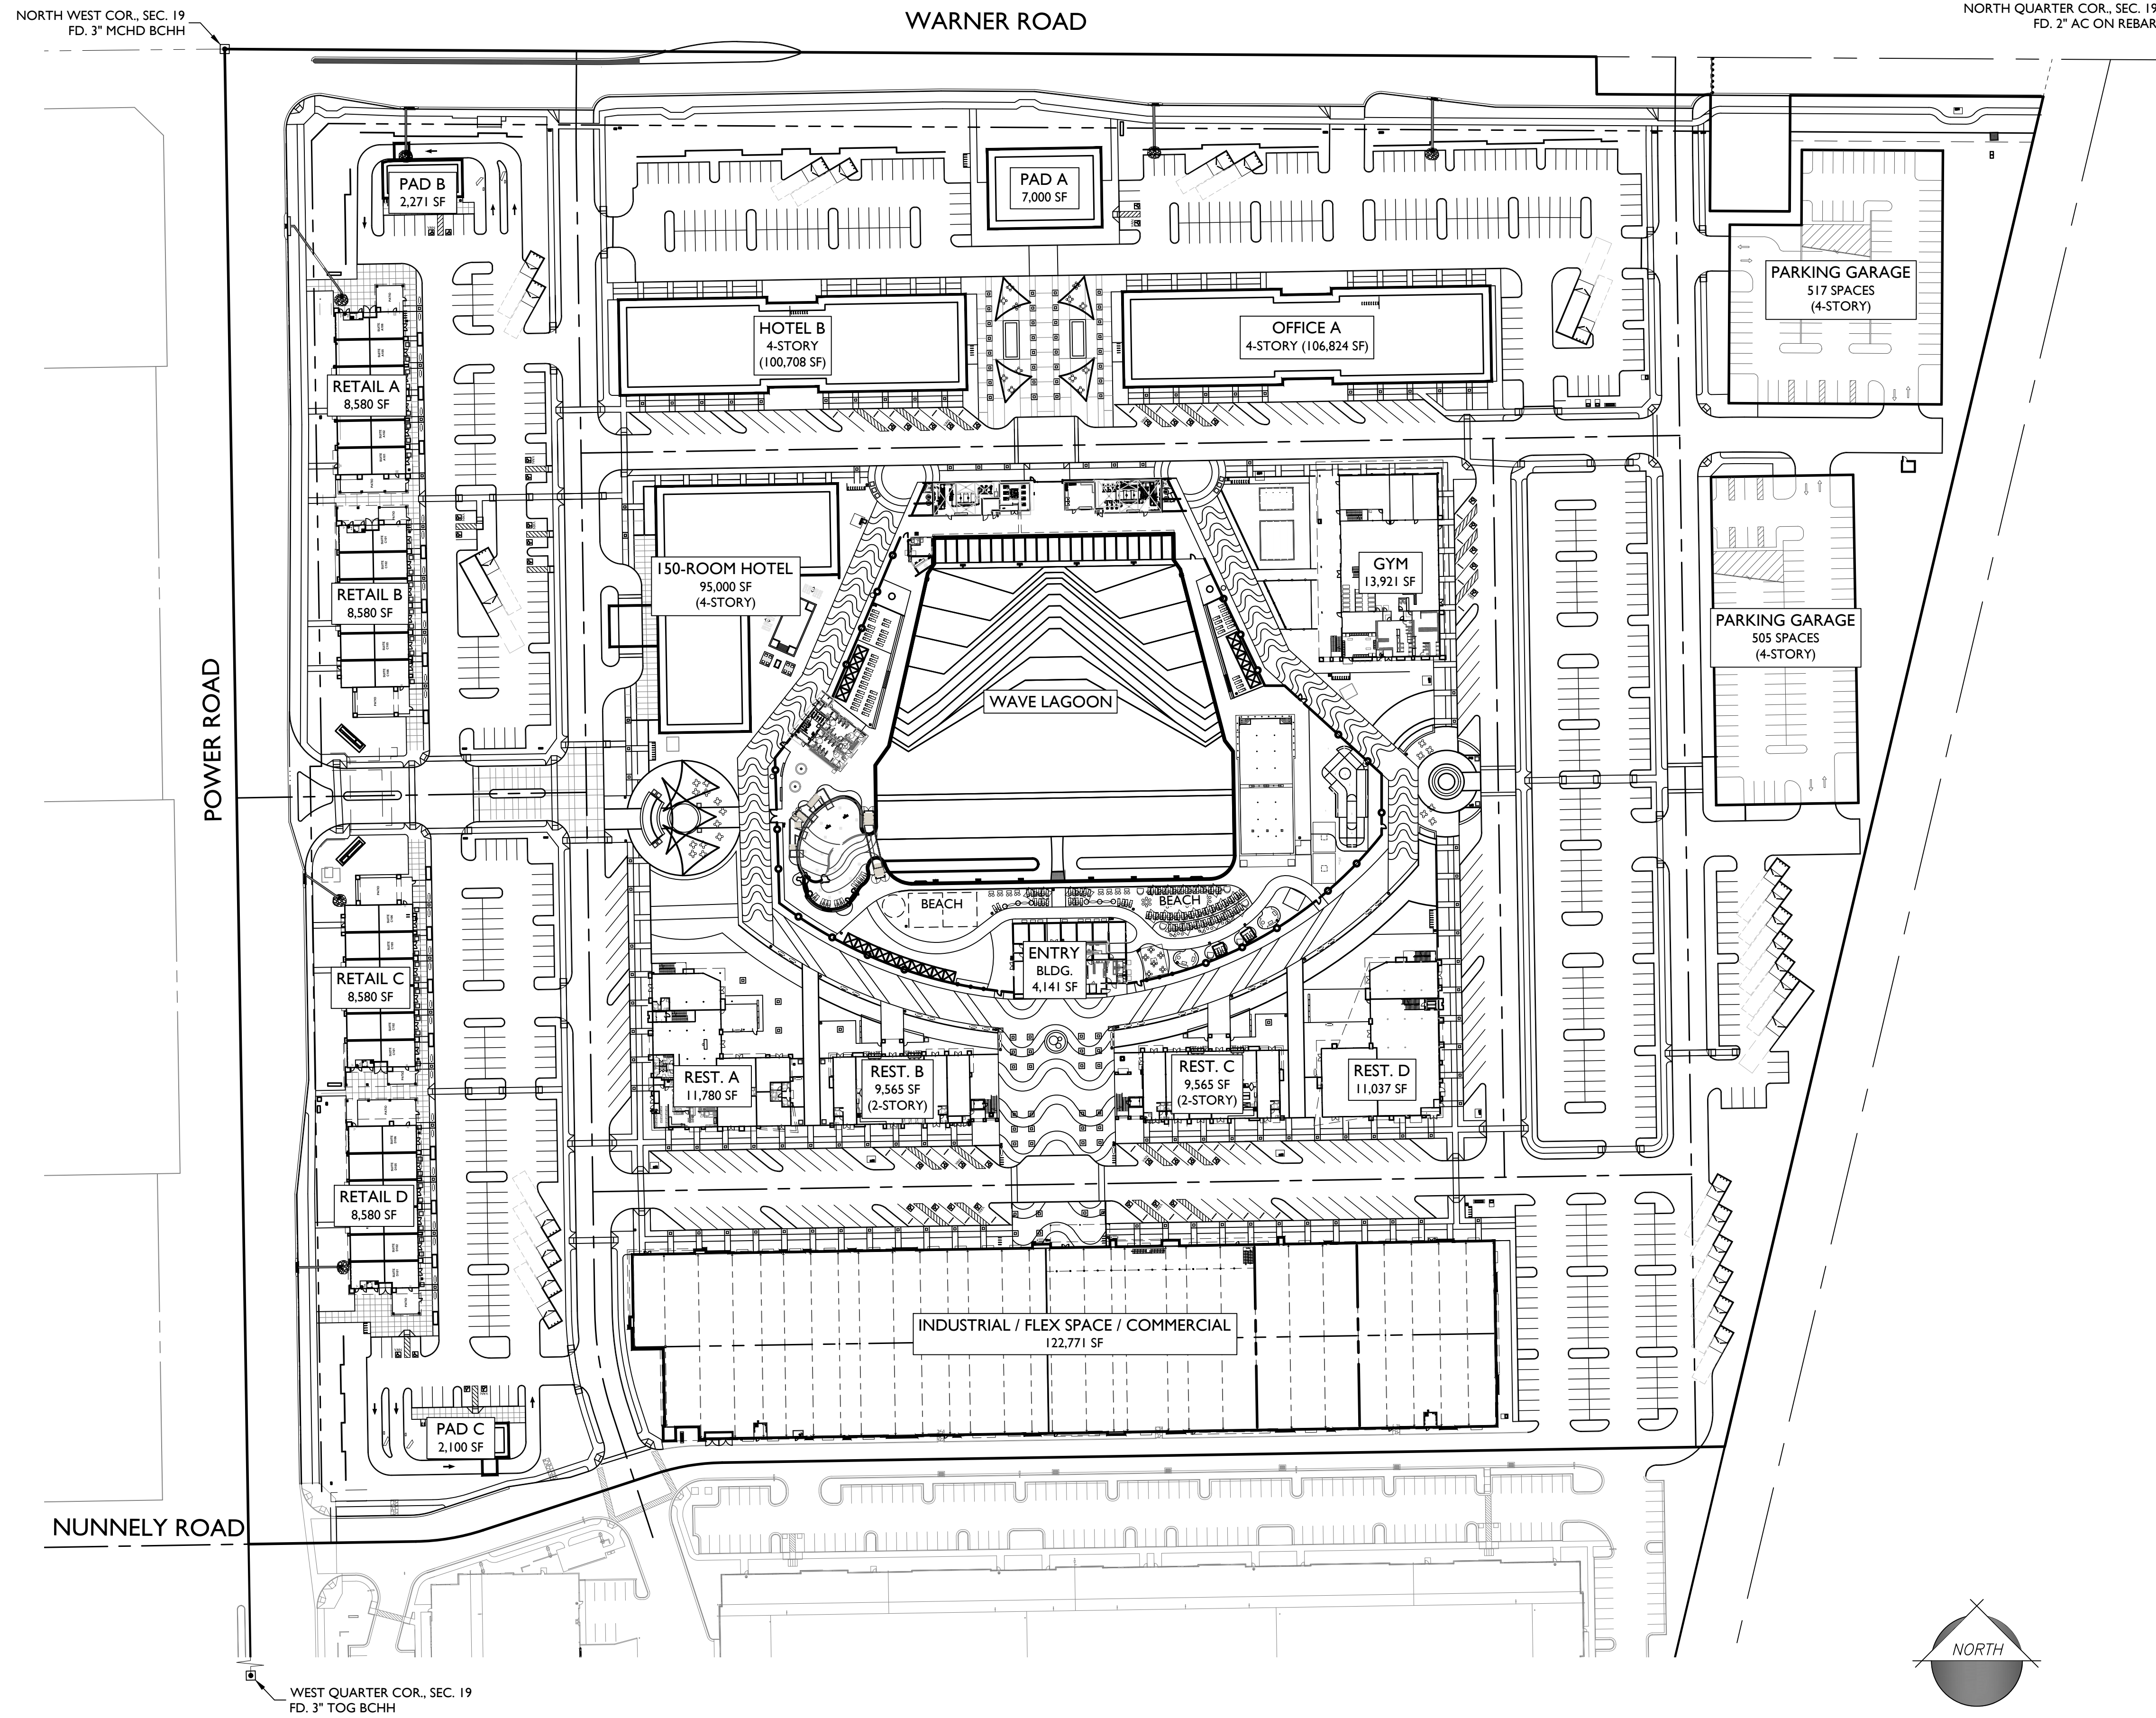 NORTH WEST COR., SEC. 19
FD. 3" MCHD BCHH
WARNER ROAD
NORTH QUARTER COR., SEC. 19
FD. 2" AC ON REBAR
PAD B
2,271 SF
PAD A
7,000 SF
PARKING GARAGE
517 SPACES
(4-STORY)
HOTEL B
4-STORY
(100,708 SF)
OFFICE A
4-STORY (106,824 SF)
RETAIL A
8,580 SF
150-ROOM HOTEL
95,000 SF
(4-STORY)
GYM
13,921 SF
RETAIL B
8,580 SF
PARKING GARAGE
505 SPACES
(4-STORY)
POWER ROAD
WAVE LAGOON
BEACH
BEACH
ENTRY
BLDG.
4,141 SF
RETAIL C
8,580 SF
REST. A
11,780 SF
REST. B
9,565 SF
(2-STORY)
REST. C
9,565 SF
(2-STORY)
REST. D
11,037 SF
RETAIL D
8,580 SF
INDUSTRIAL / FLEX SPACE / COMMERCIAL
122,771 SF
PAD C
2,100 SF
NUNNELY ROAD
NORTH
WEST QUARTER COR., SEC. 19
FD. 3" TOG BCHH